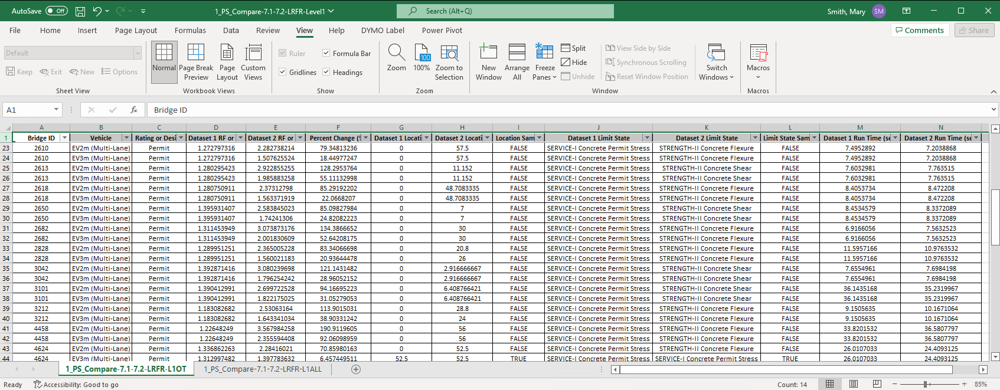 AutoSave Off 1_PS_Compare-7.1-7.2-LRFR-Level1 Search (Alt+Q) Smith, Mary SM
File Home Insert Page Layout Formulas Data Review View Help DYMO Label Power Pivot Comments Share
Default
Keep Exit New Options
Sheet View
Normal Page Break Preview Page Layout Custom Views
Workbook Views
Ruler Formula Bar
Gridlines Headings
Show
Zoom 100% Zoom to Selection
Zoom
New Window Arrange All Freeze Panes
Split
Hide
Unhide
View Side by Side
Synchronous Scrolling
Reset Window Position
Switch Windows
Window
Macros
Macros
A1 fx Bridge ID
A B C D E F G H I J K L M N
1 Bridge ID Vehicle Rating or Desi Dataset 1 RF or Dataset 2 RF or Percent Change (% Dataset 1 Locati Dataset 2 Locati Location Sam Dataset 1 Limit State Dataset 2 Limit State Limit State Sam Dataset 1 Run Time (se Dataset 2 Run Time (se
23 2610 EV2m (Multi-Lane) Permit 1.272797316 2.282738214 79.34813236 0 57.5 FALSE SERVICE-I Concrete Permit Stress STRENGTH-II Concrete Flexure FALSE 7.4952892 7.2038868
24 2610 EV3m (Multi-Lane) Permit 1.272797316 1.507625524 18.44977247 0 57.5 FALSE SERVICE-I Concrete Permit Stress STRENGTH-II Concrete Flexure FALSE 7.4952892 7.2038868
25 2613 EV2m (Multi-Lane) Permit 1.280295423 2.922855255 128.2953764 0 11.152 FALSE SERVICE-I Concrete Permit Stress STRENGTH-II Concrete Shear FALSE 7.6032981 7.763515
26 2613 EV3m (Multi-Lane) Permit 1.280295423 1.985883258 55.11132998 0 11.152 FALSE SERVICE-I Concrete Permit Stress STRENGTH-II Concrete Shear FALSE 7.6032981 7.763515
27 2618 EV2m (Multi-Lane) Permit 1.280750911 2.37312798 85.29192202 0 48.7083335 FALSE SERVICE-I Concrete Permit Stress STRENGTH-II Concrete Flexure FALSE 8.4053734 8.472208
28 2618 EV3m (Multi-Lane) Permit 1.280750911 1.563371919 22.0668207 0 48.7083335 FALSE SERVICE-I Concrete Permit Stress STRENGTH-II Concrete Flexure FALSE 8.4053734 8.472208
29 2650 EV2m (Multi-Lane) Permit 1.395931407 2.583845023 85.09827984 0 7 FALSE SERVICE-I Concrete Permit Stress STRENGTH-II Concrete Shear FALSE 8.4534579 8.3372089
30 2650 EV3m (Multi-Lane) Permit 1.395931407 1.74241306 24.82082223 0 7 FALSE SERVICE-I Concrete Permit Stress STRENGTH-II Concrete Shear FALSE 8.4534579 8.3372089
31 2682 EV2m (Multi-Lane) Permit 1.311453949 3.073873176 134.3866652 0 30 FALSE SERVICE-I Concrete Permit Stress STRENGTH-II Concrete Flexure FALSE 6.9166056 7.5632523
32 2682 EV3m (Multi-Lane) Permit 1.311453949 2.001830609 52.64208175 0 30 FALSE SERVICE-I Concrete Permit Stress STRENGTH-II Concrete Flexure FALSE 6.9166056 7.5632523
33 2828 EV2m (Multi-Lane) Permit 1.289951251 2.365005228 83.34066698 0 20.8 FALSE SERVICE-I Concrete Permit Stress STRENGTH-II Concrete Flexure FALSE 11.5957166 10.9763532
34 2828 EV3m (Multi-Lane) Permit 1.289951251 1.560021183 20.93644478 0 26 FALSE SERVICE-I Concrete Permit Stress STRENGTH-II Concrete Flexure FALSE 11.5957166 10.9763532
35 3042 EV2m (Multi-Lane) Permit 1.392871416 3.080239698 121.1431482 0 2.916666667 FALSE SERVICE-I Concrete Permit Stress STRENGTH-II Concrete Shear FALSE 7.6554961 7.6984198
36 3042 EV3m (Multi-Lane) Permit 1.392871416 1.796254242 28.96052152 0 2.916666667 FALSE SERVICE-I Concrete Permit Stress STRENGTH-II Concrete Shear FALSE 7.6554961 7.6984198
37 3101 EV2m (Multi-Lane) Permit 1.390412991 2.699722528 94.16695223 0 6.408766421 FALSE SERVICE-I Concrete Permit Stress STRENGTH-II Concrete Shear FALSE 36.1435168 35.2319967
38 3101 EV3m (Multi-Lane) Permit 1.390412991 1.822175025 31.05279053 0 6.408766421 FALSE SERVICE-I Concrete Permit Stress STRENGTH-II Concrete Shear FALSE 36.1435168 35.2319967
39 3212 EV2m (Multi-Lane) Permit 1.183082682 2.53063164 113.9015031 0 28.8 FALSE SERVICE-I Concrete Permit Stress STRENGTH-II Concrete Flexure FALSE 9.1505635 10.1671064
40 3212 EV3m (Multi-Lane) Permit 1.183082682 1.643341034 38.90331242 0 24 FALSE SERVICE-I Concrete Permit Stress STRENGTH-II Concrete Flexure FALSE 9.1505635 10.1671064
41 4458 EV2m (Multi-Lane) Permit 1.22648249 3.567984258 190.9119605 0 56 FALSE SERVICE-I Concrete Permit Stress STRENGTH-II Concrete Flexure FALSE 33.8201532 36.5807797
42 4458 EV3m (Multi-Lane) Permit 1.22648249 2.355594408 92.06098959 0 56 FALSE SERVICE-I Concrete Permit Stress STRENGTH-II Concrete Flexure FALSE 33.8201532 36.5807797
43 4624 EV2m (Multi-Lane) Permit 1.336862263 2.28416021 70.85980163 0 52.5 FALSE SERVICE-I Concrete Permit Stress STRENGTH-II Concrete Flexure FALSE 26.0107033 24.4093125
44 4624 EV3m (Multi-Lane) Permit 1.312997482 1.397783632 6.457449511 52.5 52.5 TRUE SERVICE-I Concrete Permit Stress SERVICE-I Concrete Permit Stress TRUE 26.0107033 24.4093125
1_PS_Compare-7.1-7.2-LRFR-L1OT 1_PS_Compare-7.1-7.2-LRFR-L1ALL
Ready Accessibility: Good to go Count: 14 85%